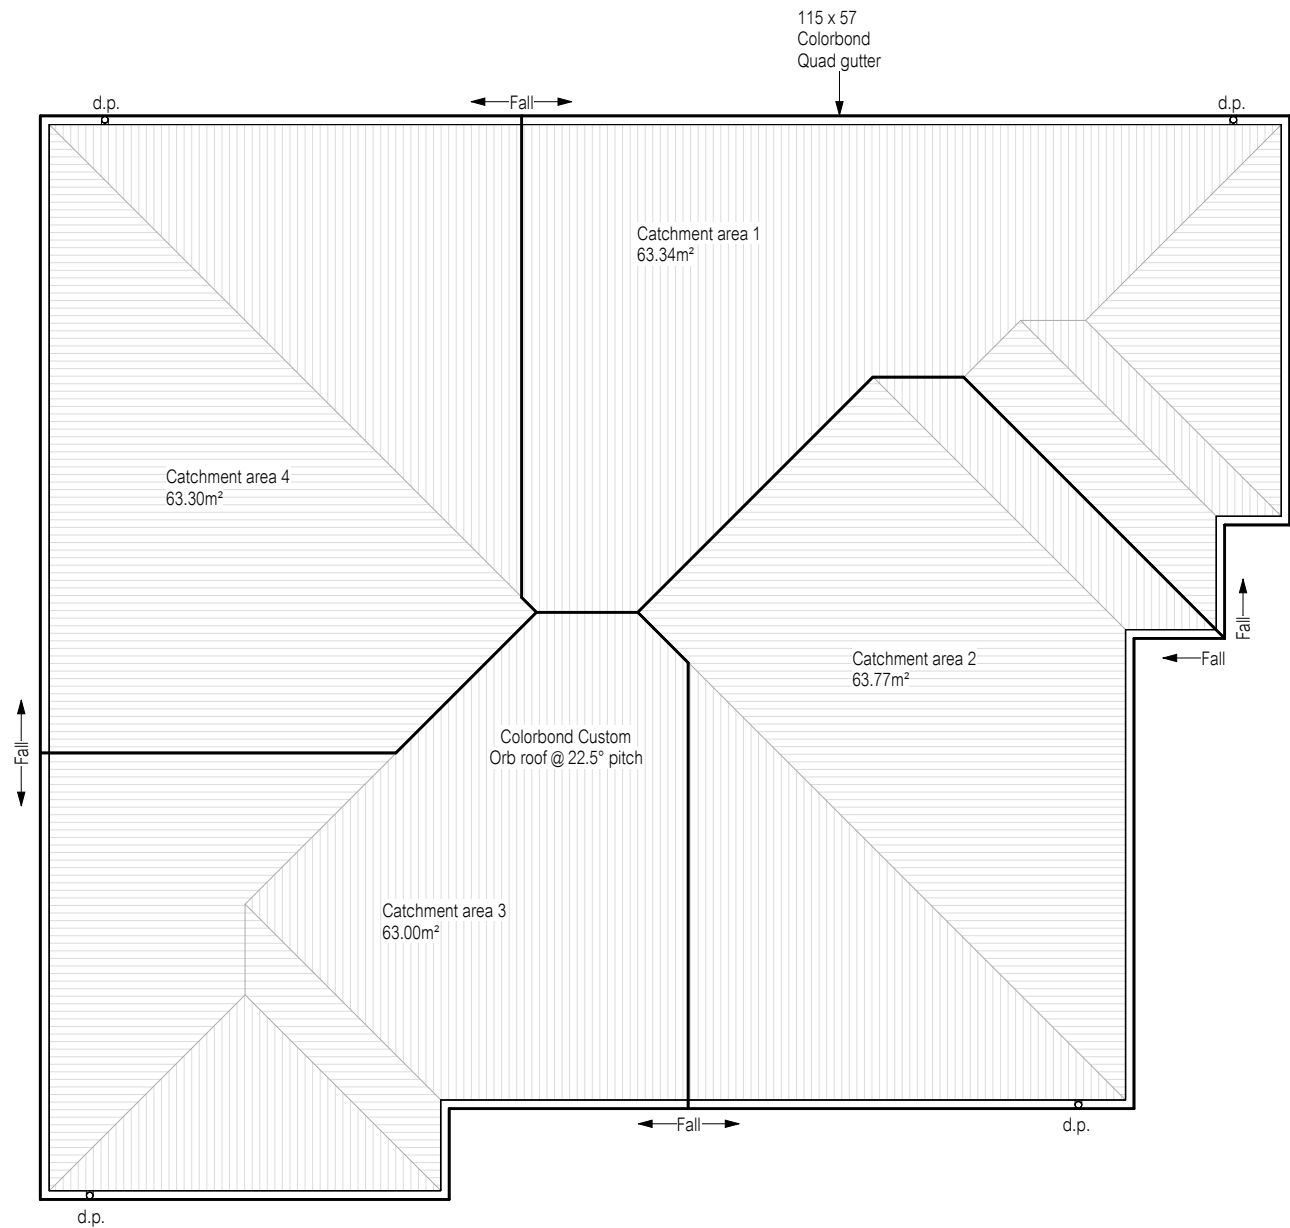 115 x 57
Colorbond
Quad gutter
d.p.
Fall
d.p.
Catchment area 1
63.34m²
Catchment area 4
63.30m²
Fall
Fall
Catchment area 2
63.77m²
Fall
Colorbond Custom
Orb roof @ 22.5° pitch
Catchment area 3
63.00m²
Fall
d.p.
d.p.